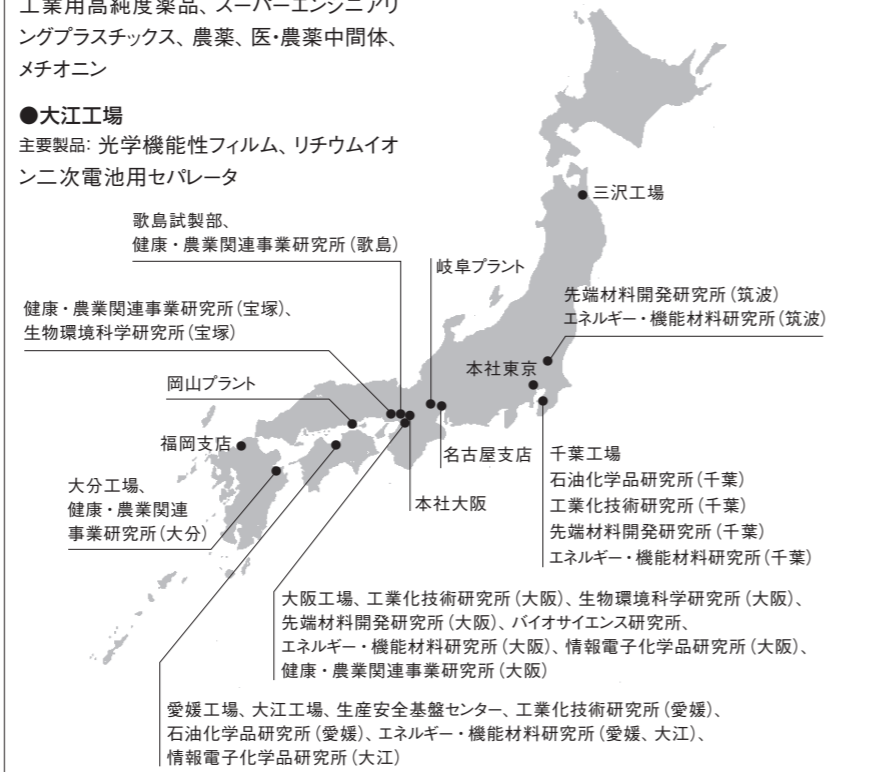 工業用高純度薬品、スーパーエンジニアリ
ングプラスチックス、農薬、医・農薬中間体、
メチオニン
●大江工場
主要製品: 光学機能性フィルム、リチウムイオ
ン二次電池用セパレータ
三沢工場
歌島試製部、
健康・農業関連事業研究所（歌島）
岐阜プラント
先端材料開発研究所（筑波）
エネルギー・機能材料研究所（筑波）
健康・農業関連事業研究所（宝塚）、
生物環境科学研究所（宝塚）
本社東京
岡山プラント
福岡支店
名古屋支店
千葉工場
石油化学品研究所（千葉）
工業化技術研究所（千葉）
先端材料開発研究所（千葉）
エネルギー・機能材料研究所（千葉）
大分工場、
健康・農業関連
事業研究所（大分）
本社大阪
大阪工場、工業化技術研究所（大阪）、生物環境科学研究所（大阪）、
先端材料開発研究所（大阪）、バイオサイエンス研究所、
エネルギー・機能材料研究所（大阪）、情報電子化学品研究所（大阪）、
健康・農業関連事業研究所（大阪）
愛媛工場、大江工場、生産安全基盤センター、工業化技術研究所（愛媛）、
石油化学品研究所（愛媛）、エネルギー・機能材料研究所（愛媛、大江）、
情報電子化学品研究所（大江）